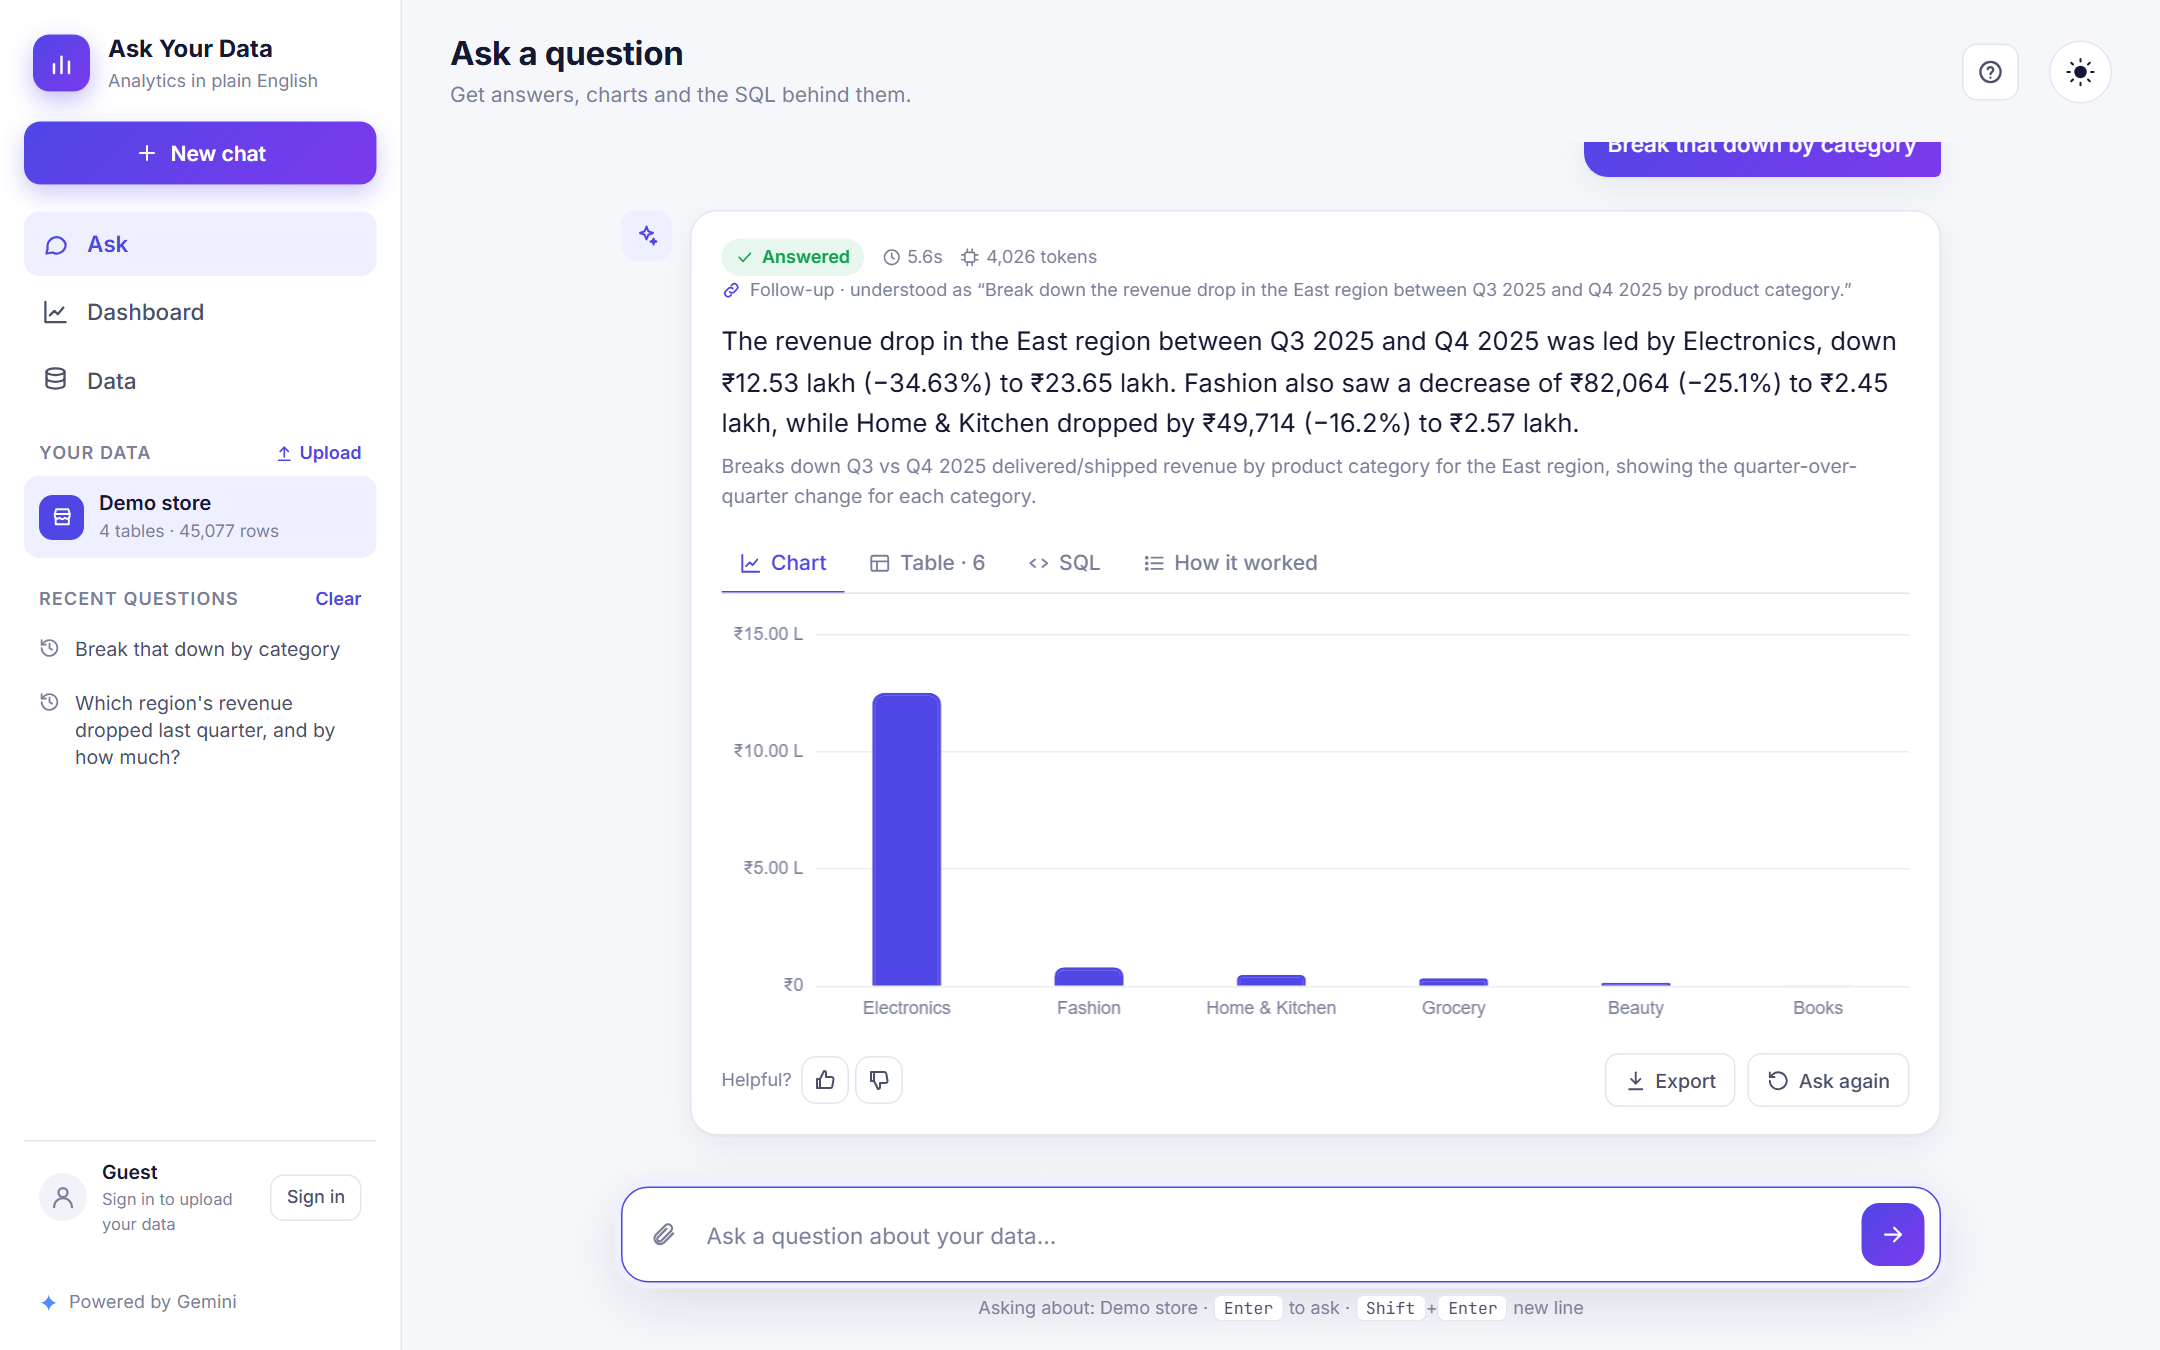 Ask Your Data
Analytics in plain English
New chat
Ask
Dashboard
Data
YOUR DATA
Upload
Demo store
4 tables · 45,077 rows
RECENT QUESTIONS
Clear
Break that down by category
Which region's revenue
dropped last quarter, and by
how much?
Guest
Sign in to upload
your data
Sign in
Powered by Gemini
Ask a question
Get answers, charts and the SQL behind them.
Break that down by category
Answered
5.6s
4,026 tokens
Follow-up · understood as “Break down the revenue drop in the East region between Q3 2025 and Q4 2025 by product category.”
The revenue drop in the East region between Q3 2025 and Q4 2025 was led by Electronics, down
₹12.53 lakh (−34.63%) to ₹23.65 lakh. Fashion also saw a decrease of ₹82,064 (−25.1%) to ₹2.45
lakh, while Home & Kitchen dropped by ₹49,714 (−16.2%) to ₹2.57 lakh.
Breaks down Q3 vs Q4 2025 delivered/shipped revenue by product category for the East region, showing the quarter-over-
quarter change for each category.
Chart
Table · 6
SQL
How it worked
₹15.00 L
₹10.00 L
₹5.00 L
₹0
Electronics
Fashion
Home & Kitchen
Grocery
Beauty
Books
Helpful?
Export
Ask again
Ask a question about your data...
Asking about: Demo store · Enter to ask · Shift + Enter new line